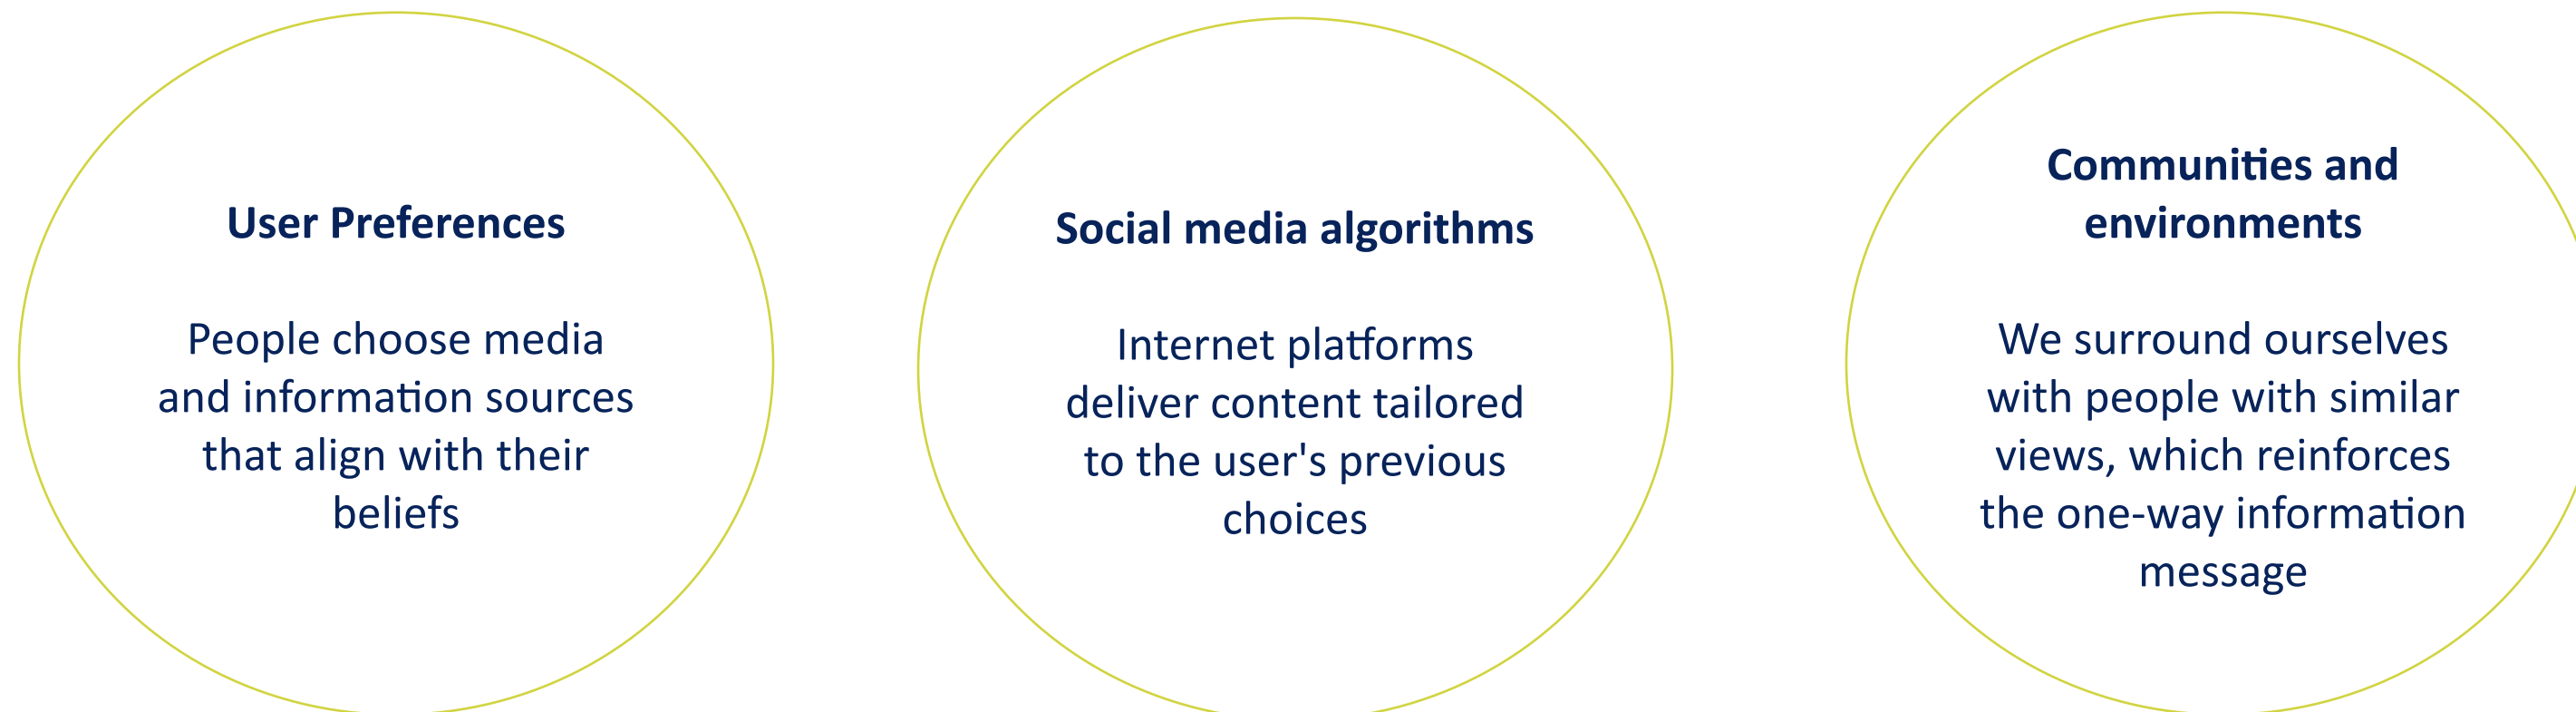 User Preferences
People choose media
and information sources
that align with their
beliefs
Social media algorithms
Internet platforms
deliver content tailored
to the user's previous
choices
Communities and
environments
We surround ourselves
with people with similar
views, which reinforces
the one-way information
message